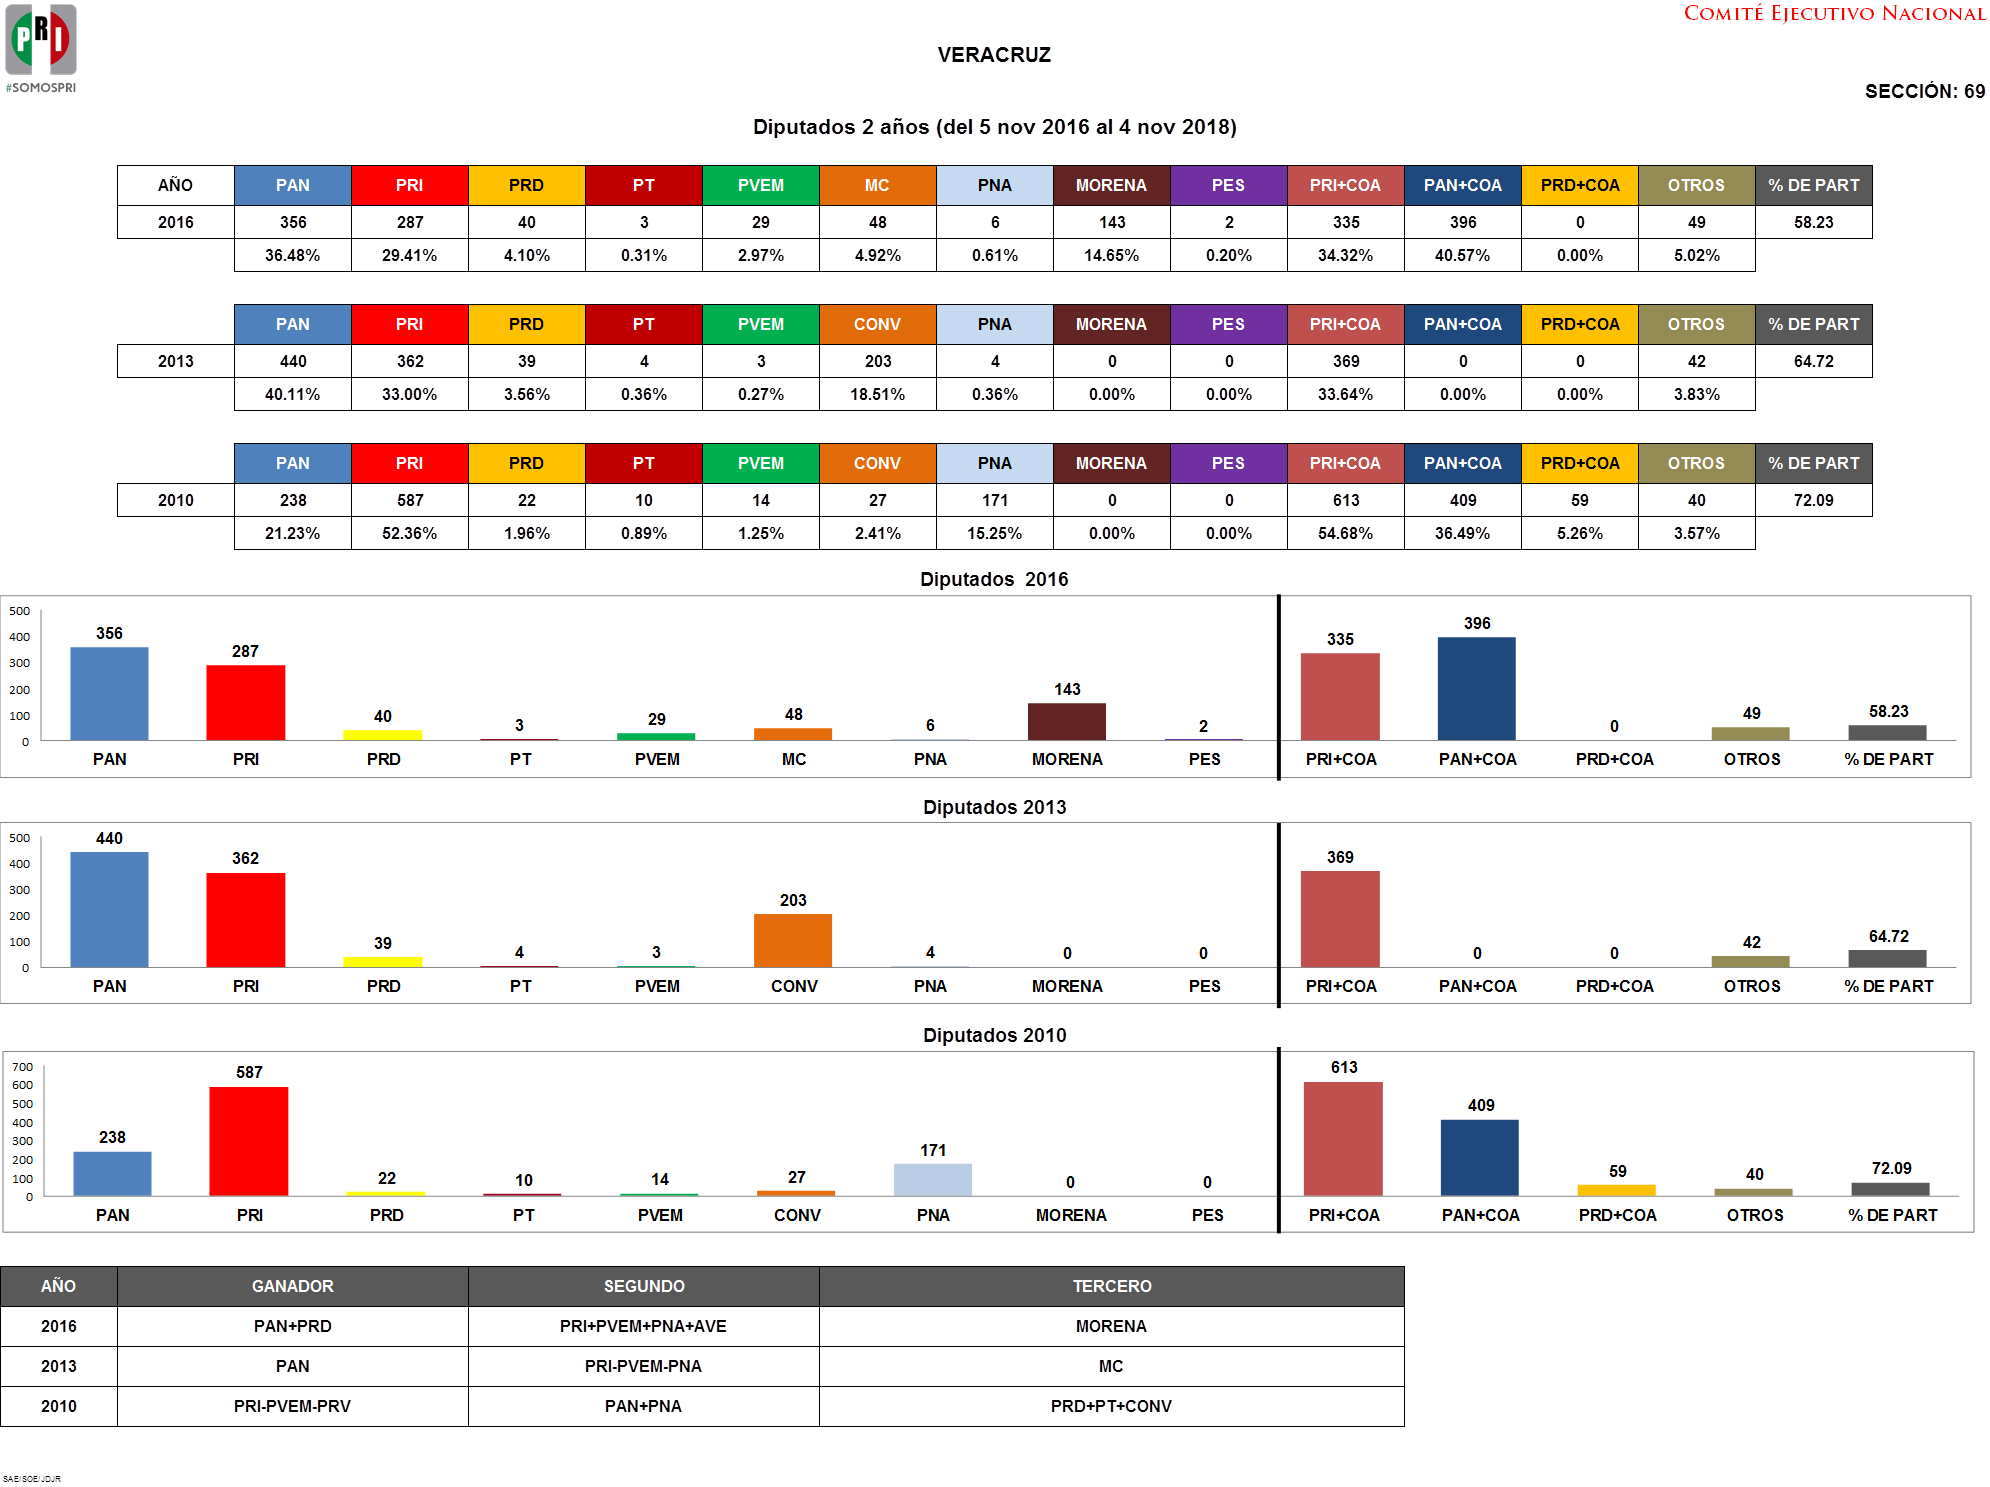 PRI
#SOMOSPRI
COMITÉ EJECUTIVO NACIONAL
VERACRUZ
SECCIÓN: 69
Diputados 2 años (del 5 nov 2016 al 4 nov 2018)
AÑO PAN PRI PRD PT PVEM MC PNA MORENA PES PRI+COA PAN+COA PRD+COA OTROS % DE PART
2016 356 287 40 3 29 48 6 143 2 335 396 0 49 58.23
36.48% 29.41% 4.10% 0.31% 2.97% 4.92% 0.61% 14.65% 0.20% 34.32% 40.57% 0.00% 5.02%
PAN PRI PRD PT PVEM CONV PNA MORENA PES PRI+COA PAN+COA PRD+COA OTROS % DE PART
2013 440 362 39 4 3 203 4 0 0 369 0 0 42 64.72
40.11% 33.00% 3.56% 0.36% 0.27% 18.51% 0.36% 0.00% 0.00% 33.64% 0.00% 0.00% 3.83%
PAN PRI PRD PT PVEM CONV PNA MORENA PES PRI+COA PAN+COA PRD+COA OTROS % DE PART
2010 238 587 22 10 14 27 171 0 0 613 409 59 40 72.09
21.23% 52.36% 1.96% 0.89% 1.25% 2.41% 15.25% 0.00% 0.00% 54.68% 36.49% 5.26% 3.57%
Diputados 2016
500
400
300
200
100
0
356 287 40 3 29 48 6 143 2 335 396 0 49 58.23
PAN PRI PRD PT PVEM MC PNA MORENA PES PRI+COA PAN+COA PRD+COA OTROS % DE PART
Diputados 2013
500
400
300
200
100
0
440 362 39 4 3 203 4 0 0 369 0 0 42 64.72
PAN PRI PRD PT PVEM CONV PNA MORENA PES PRI+COA PAN+COA PRD+COA OTROS % DE PART
Diputados 2010
700
600
500
400
300
200
100
0
238 587 22 10 14 27 171 0 0 613 409 59 40 72.09
PAN PRI PRD PT PVEM CONV PNA MORENA PES PRI+COA PAN+COA PRD+COA OTROS % DE PART
AÑO GANADOR SEGUNDO TERCERO
2016 PAN+PRD PRI+PVEM+PNA+AVE MORENA
2013 PAN PRI-PVEM-PNA MC
2010 PRI-PVEM-PRV PAN+PNA PRD+PT+CONV
SAE/SOE/JDJR